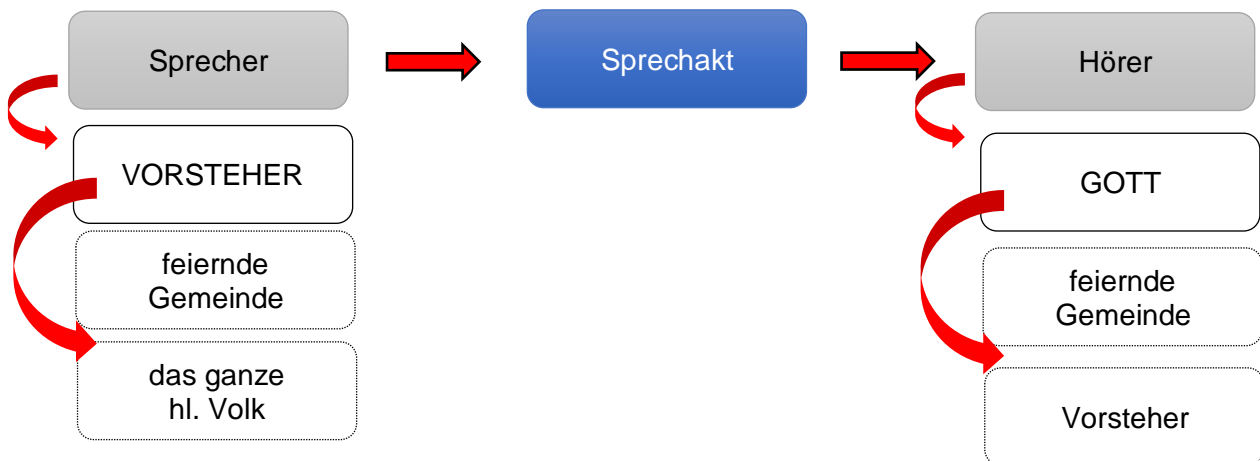 Sprecher
Sprechakt
Hörer
VORSTEHER
GOTT
feiernde
Gemeinde
feiernde
Gemeinde
das ganze
hl. Volk
Vorsteher